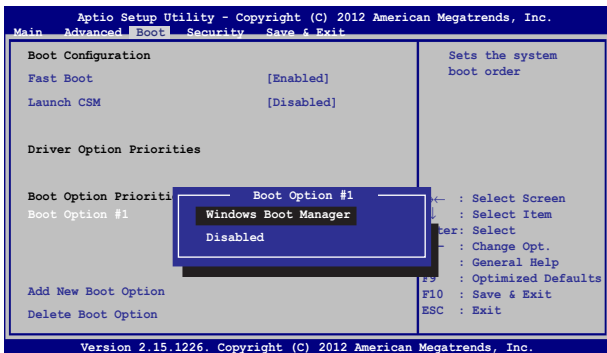 Aptio Setup Utility - Copyright (C) 2012 American Megatrends, Inc.
Main Advanced Boot Security Save & Exit
Boot Configuration
Fast Boot [Enabled]
Launch CSM [Disabled]
Driver Option Priorities
Boot Option Prioriti
Boot Option #1
Boot Option #1
Windows Boot Manager
Disabled
Add New Boot Option
Delete Boot Option
Sets the system
boot order
← : Select Screen
: Select Item
ter: Select
: Change Opt.
: General Help
F9 : Optimized Defaults
F10 : Save & Exit
ESC : Exit
Version 2.15.1226. Copyright (C) 2012 American Megatrends, Inc.